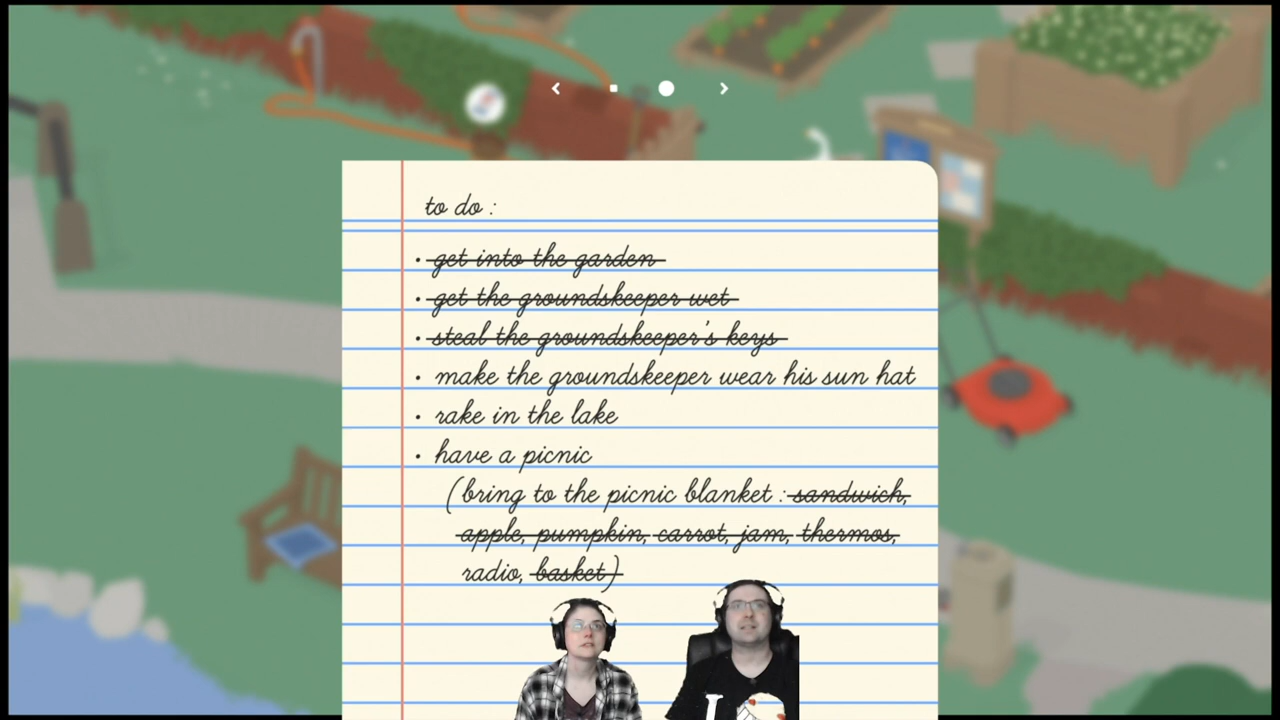 to do :
• get into the garden
• get the groundskeeper wet
• steal the groundskeeper's keys
• make the groundskeeper wear his sun hat
• rake in the lake
• have a picnic
(bring to the picnic blanket : sandwich,
apple, pumpkin, carrot, jam, thermos,
radio, basket)